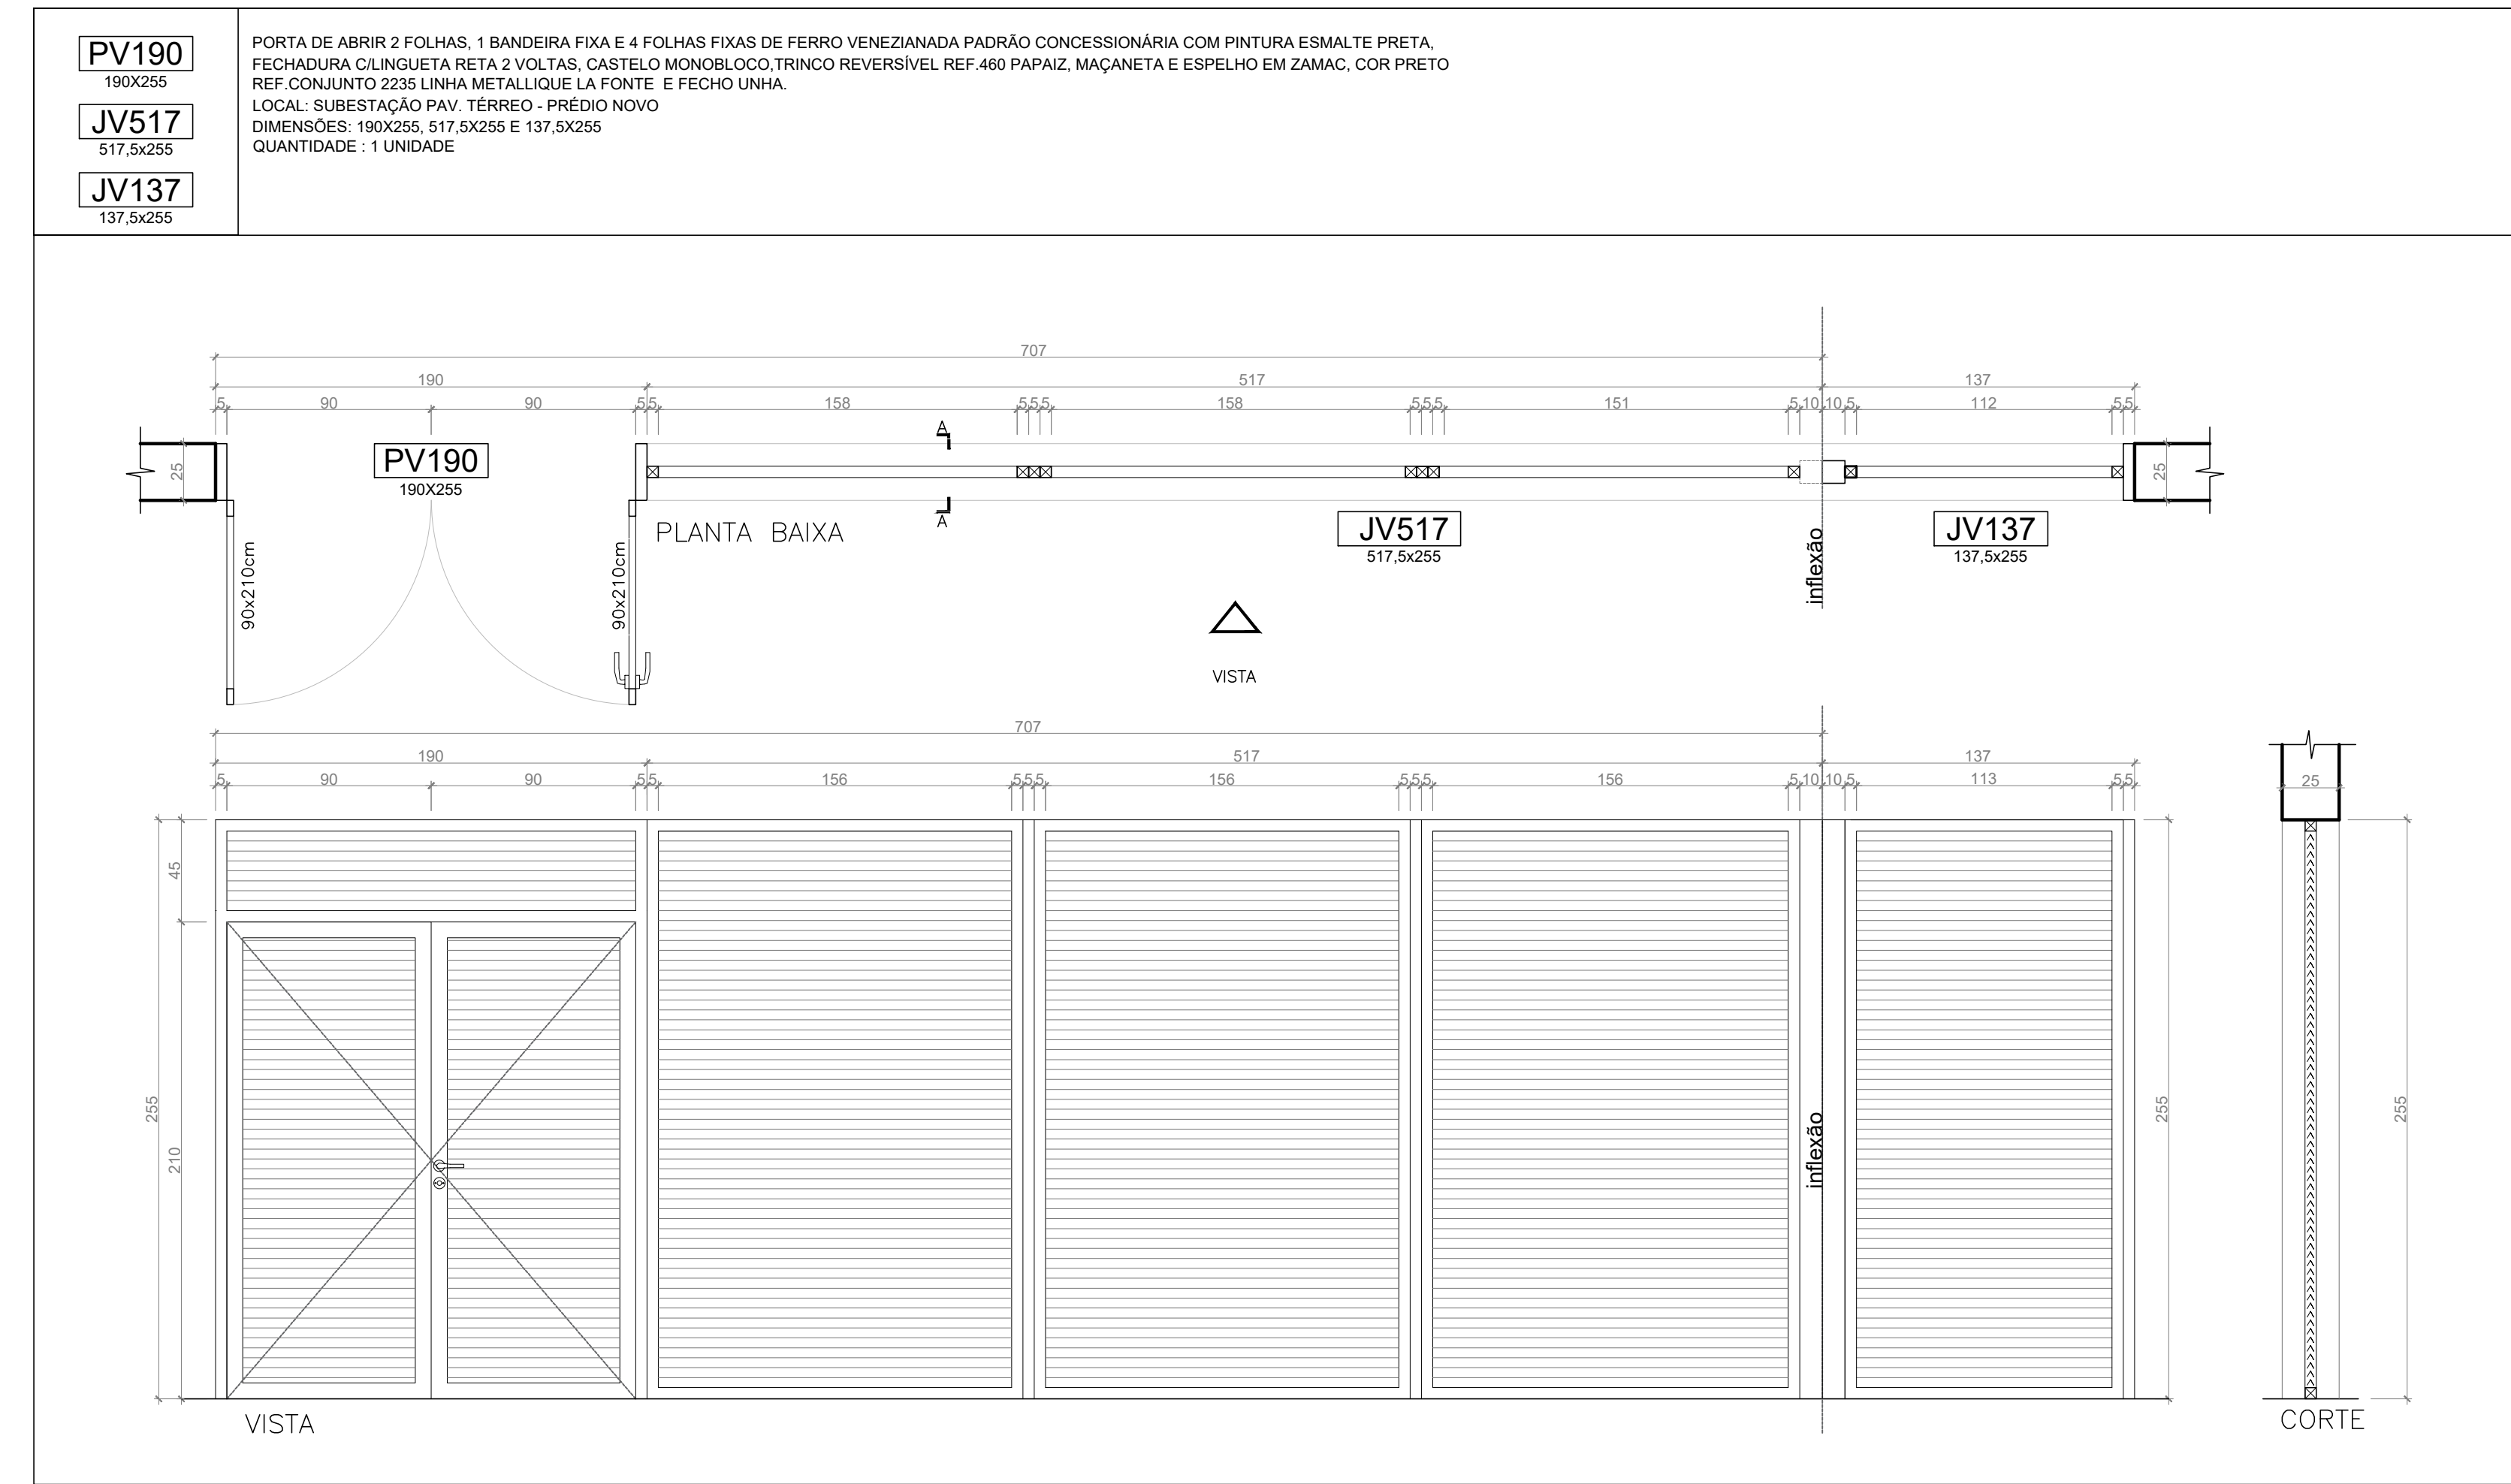 PV190
190X255
JV517
517,5x255
JV137
137,5x255
PORTA DE ABRIR 2 FOLHAS, 1 BANDEIRA FIXA E 4 FOLHAS FIXAS DE FERRO VENEZIANADA PADRÃO CONCESSIONÁRIA COM PINTURA ESMALTE PRETA,
FECHADURA C/LINGUETA RETA 2 VOLTAS, CASTELO MONOBLOCO,TRINCO REVERSÍVEL REF.460 PAPAIZ, MAÇANETA E ESPELHO EM ZAMAC, COR PRETO
REF.CONJUNTO 2235 LINHA METALLIQUE LA FONTE E FECHO UNHA.
LOCAL: SUBESTAÇÃO PAV. TÉRREO - PRÉDIO NOVO
DIMENSÕES: 190X255, 517,5X255 E 137,5X255
QUANTIDADE : 1 UNIDADE
707
190 517 137
5 90 90 5 5 158 5 5 5 158 5 5 5 151 5 10 10 5 112 5 5
25
PV190
190X255
A
A
25
PLANTA BAIXA
90x210cm
90x210cm
JV517
517,5x255
inflexão
JV137
137,5x255
VISTA
707
190 517 137
5 90 90 5 5 156 5 5 5 156 5 5 5 156 5 10 10 5 113 5 5
25
45
210
255
inflexão
255
255
VISTA
CORTE